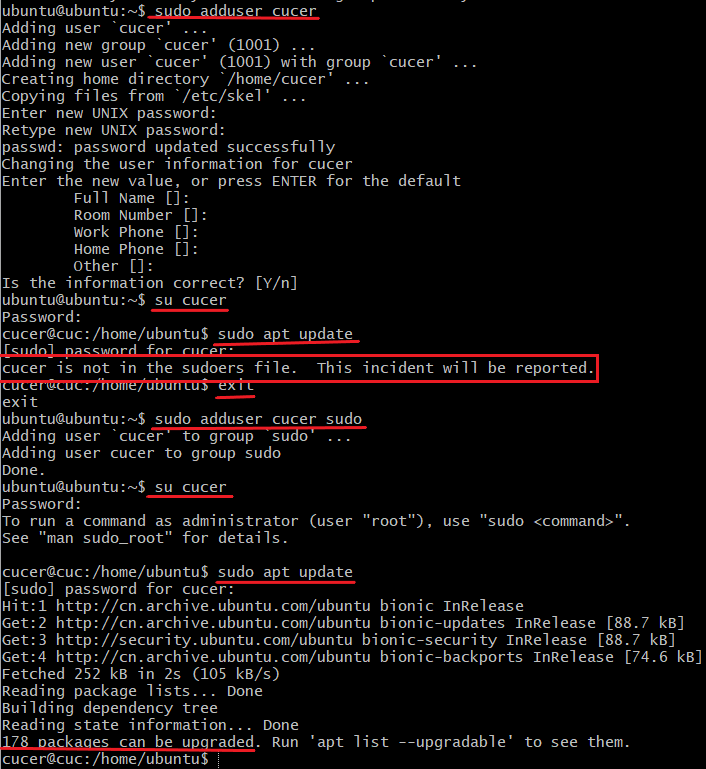 ubuntu@ubuntu:~$ sudo adduser cucer
Adding user `cucer' ...
Adding new group `cucer' (1001) ...
Adding new user `cucer' (1001) with group `cucer' ...
Creating home directory `/home/cucer' ...
Copying files from `/etc/skel' ...
Enter new UNIX password:
Retype new UNIX password:
passwd: password updated successfully
Changing the user information for cucer
Enter the new value, or press ENTER for the default
        Full Name []:
        Room Number []:
        Work Phone []:
        Home Phone []:
        Other []:
Is the information correct? [Y/n]
ubuntu@ubuntu:~$ su cucer
Password:
cucer@cuc:/home/ubuntu$ sudo apt update
[sudo] password for cucer:
cucer is not in the sudoers file.  This incident will be reported.
cucer@cuc:/home/ubuntu$ exit
exit
ubuntu@ubuntu:~$ sudo adduser cucer sudo
Adding user `cucer' to group `sudo' ...
Adding user cucer to group sudo
Done.
ubuntu@ubuntu:~$ su cucer
Password:
To run a command as administrator (user "root"), use "sudo <command>".
See "man sudo_root" for details.

cucer@cuc:/home/ubuntu$ sudo apt update
[sudo] password for cucer:
Hit:1 http://cn.archive.ubuntu.com/ubuntu bionic InRelease
Get:2 http://cn.archive.ubuntu.com/ubuntu bionic-updates InRelease [88.7 kB]
Get:3 http://security.ubuntu.com/ubuntu bionic-security InRelease [88.7 kB]
Get:4 http://cn.archive.ubuntu.com/ubuntu bionic-backports InRelease [74.6 kB]
Fetched 252 kB in 2s (105 kB/s)
Reading package lists... Done
Building dependency tree
Reading state information... Done
178 packages can be upgraded. Run 'apt list --upgradable' to see them.
cucer@cuc:/home/ubuntu$